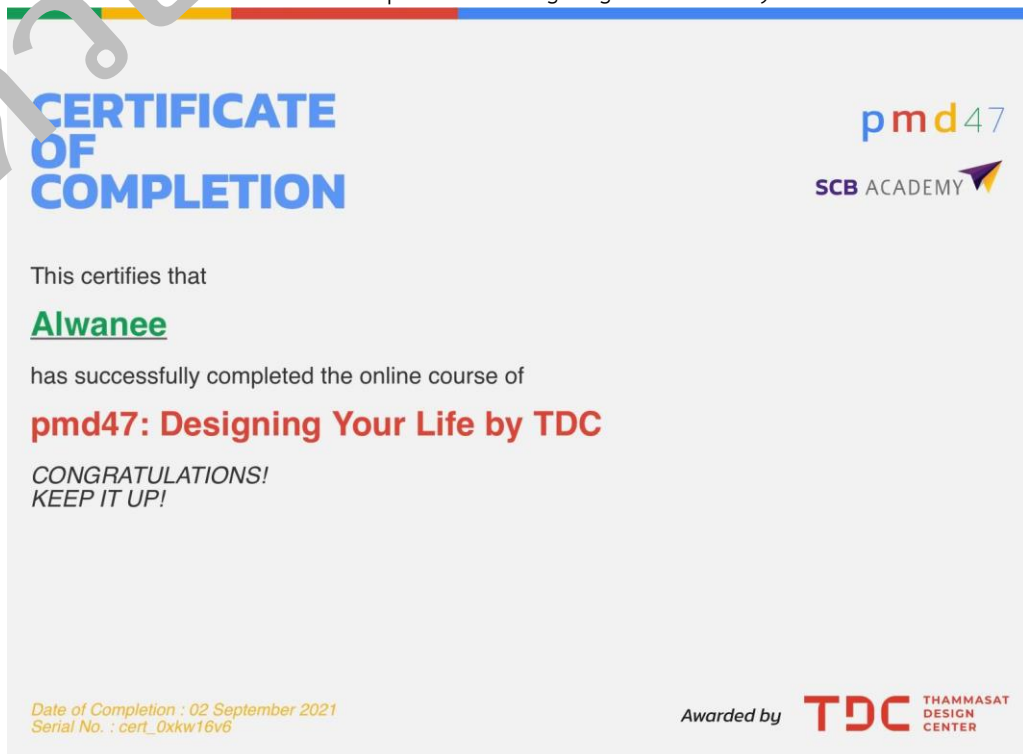 CERTIFICATE
OF
COMPLETION
pmd47
SCB ACADEMY
This certifies that
Alwanee
has successfully completed the online course of
pmd47: Designing Your Life by TDC
CONGRATULATIONS!
KEEP IT UP!
Date of Completion : 02 September 2021
Serial No. : cert_0xkw16v6
Awarded by
TDC
THAMMASAT
DESIGN
CENTER